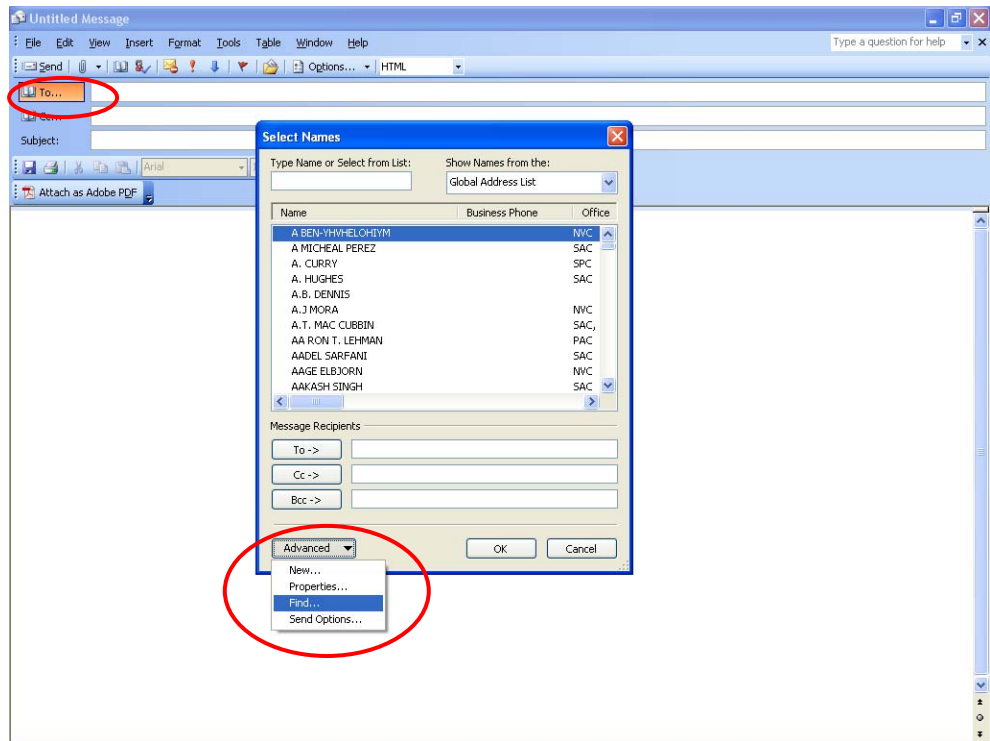 Untitled Message
File Edit View Insert Format Tools Table Window Help Type a question for help
Send Options... HTML
To...
Cc...
Subject:
Arial
Attach as Adobe PDF
Select Names
Type Name or Select from List: Show Names from the:
Global Address List
Name Business Phone Office
A BEN-YHVHELOHIYM NVC
A MICHEAL PEREZ SAC
A. CURRY SPC
A. HUGHES SAC
A.B. DENNIS
A.J MORA NVC
A.T. MAC CUBBIN SAC,
AA RON T. LEHMAN PAC
AADEL SARFANI SAC
AAGE ELBJORN NVC
AAKASH SINGH SAC
Message Recipients
To ->
Cc ->
Bcc ->
Advanced OK Cancel
New...
Properties...
Find...
Send Options...